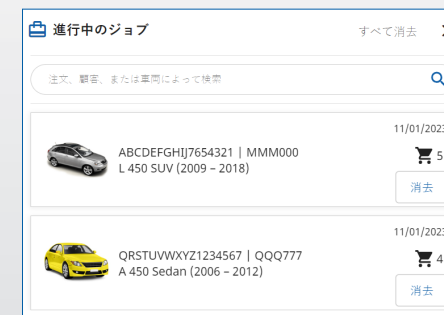 進行中のジョブ
すべて消去
注文、顧客、または車両によって検索
11/01/2023
ABCDEFGHIJ7654321 | MMM000
5
L 450 SUV (2009 – 2018)
消去
11/01/2023
QRSTUVWXYZ1234567 | QQQ777
4
A 450 Sedan (2006 – 2012)
消去